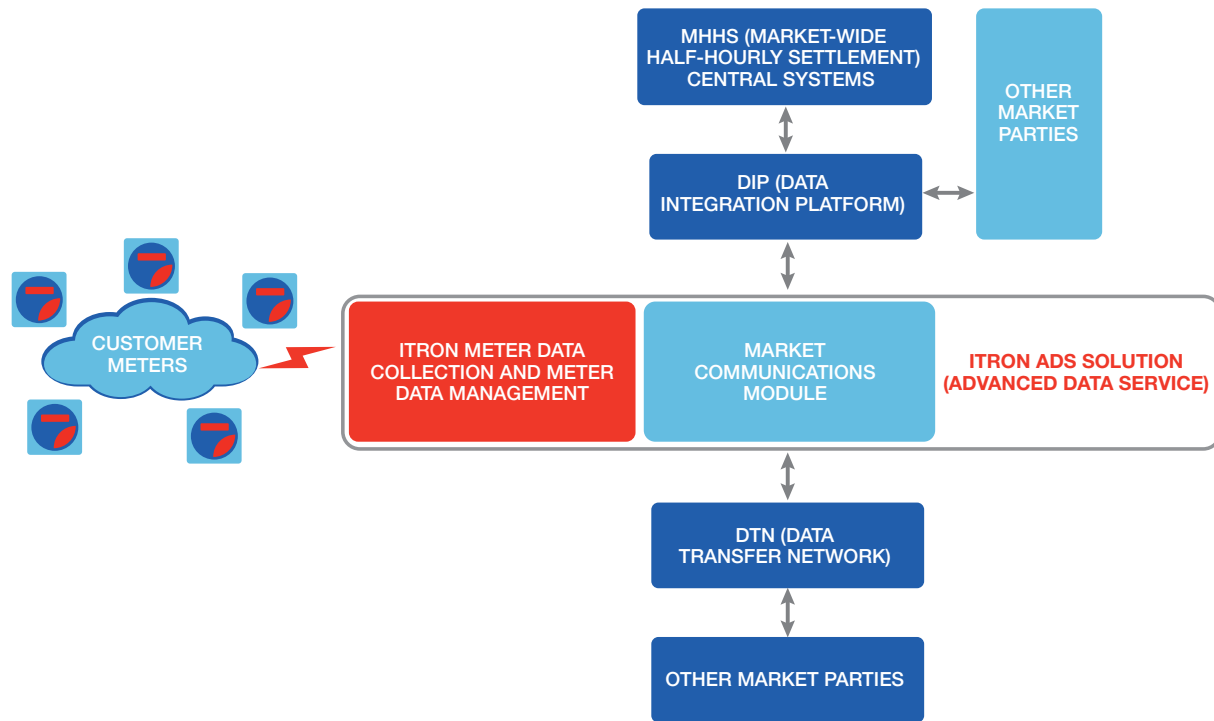 MHHS (MARKET-WIDE
HALF-HOURLY SETTLEMENT)
CENTRAL SYSTEMS
OTHER
MARKET
PARTIES
DIP (DATA
INTEGRATION PLATFORM)
CUSTOMER
METERS
ITRON METER DATA
COLLECTION AND METER
DATA MANAGEMENT
MARKET
COMMUNICATIONS
MODULE
ITRON ADS SOLUTION
(ADVANCED DATA SERVICE)
DTN (DATA
TRANSFER NETWORK)
OTHER MARKET PARTIES